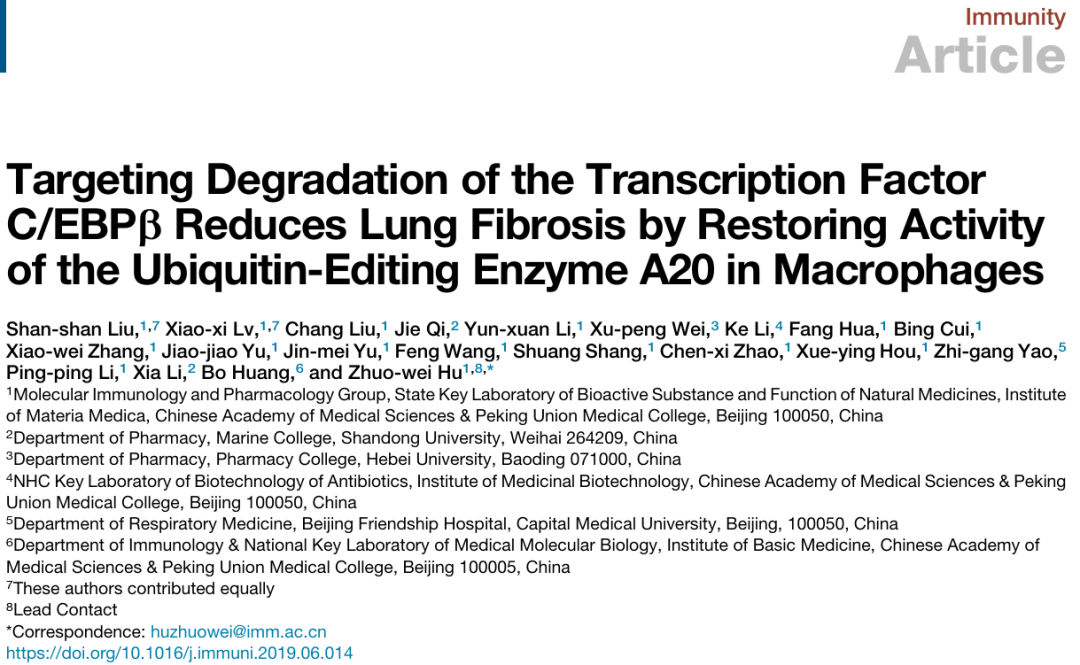 Immunity
Article
Targeting Degradation of the Transcription Factor
C/EBPβ Reduces Lung Fibrosis by Restoring Activity
of the Ubiquitin-Editing Enzyme A20 in Macrophages
Shan-shan Liu,1,7 Xiao-xi Lv,1,7 Chang Liu,1 Jie Qi,2 Yun-xuan Li,1 Xu-peng Wei,3 Ke Li,4 Fang Hua,1 Bing Cui,1
Xiao-wei Zhang,1 Jiao-jiao Yu,1 Jin-mei Yu,1 Feng Wang,1 Shuang Shang,1 Chen-xi Zhao,1 Xue-ying Hou,1 Zhi-gang Yao,5
Ping-ping Li,1 Xia Li,2 Bo Huang,6 and Zhuo-wei Hu1,8,*
1Molecular Immunology and Pharmacology Group, State Key Laboratory of Bioactive Substance and Function of Natural Medicines, Institute
of Materia Medica, Chinese Academy of Medical Sciences & Peking Union Medical College, Beijing 100050, China
2Department of Pharmacy, Marine College, Shandong University, Weihai 264209, China
3Department of Pharmacy, Pharmacy College, Hebei University, Baoding 071000, China
4NHC Key Laboratory of Biotechnology of Antibiotics, Institute of Medicinal Biotechnology, Chinese Academy of Medical Sciences & Peking
Union Medical College, Beijing 100050, China
5Department of Respiratory Medicine, Beijing Friendship Hospital, Capital Medical University, Beijing, 100050, China
6Department of Immunology & National Key Laboratory of Medical Molecular Biology, Institute of Basic Medicine, Chinese Academy of
Medical Sciences & Peking Union Medical College, Beijing 100005, China
7These authors contributed equally
8Lead Contact
*Correspondence: huzhuowei@imm.ac.cn
https://doi.org/10.1016/j.immuni.2019.06.014